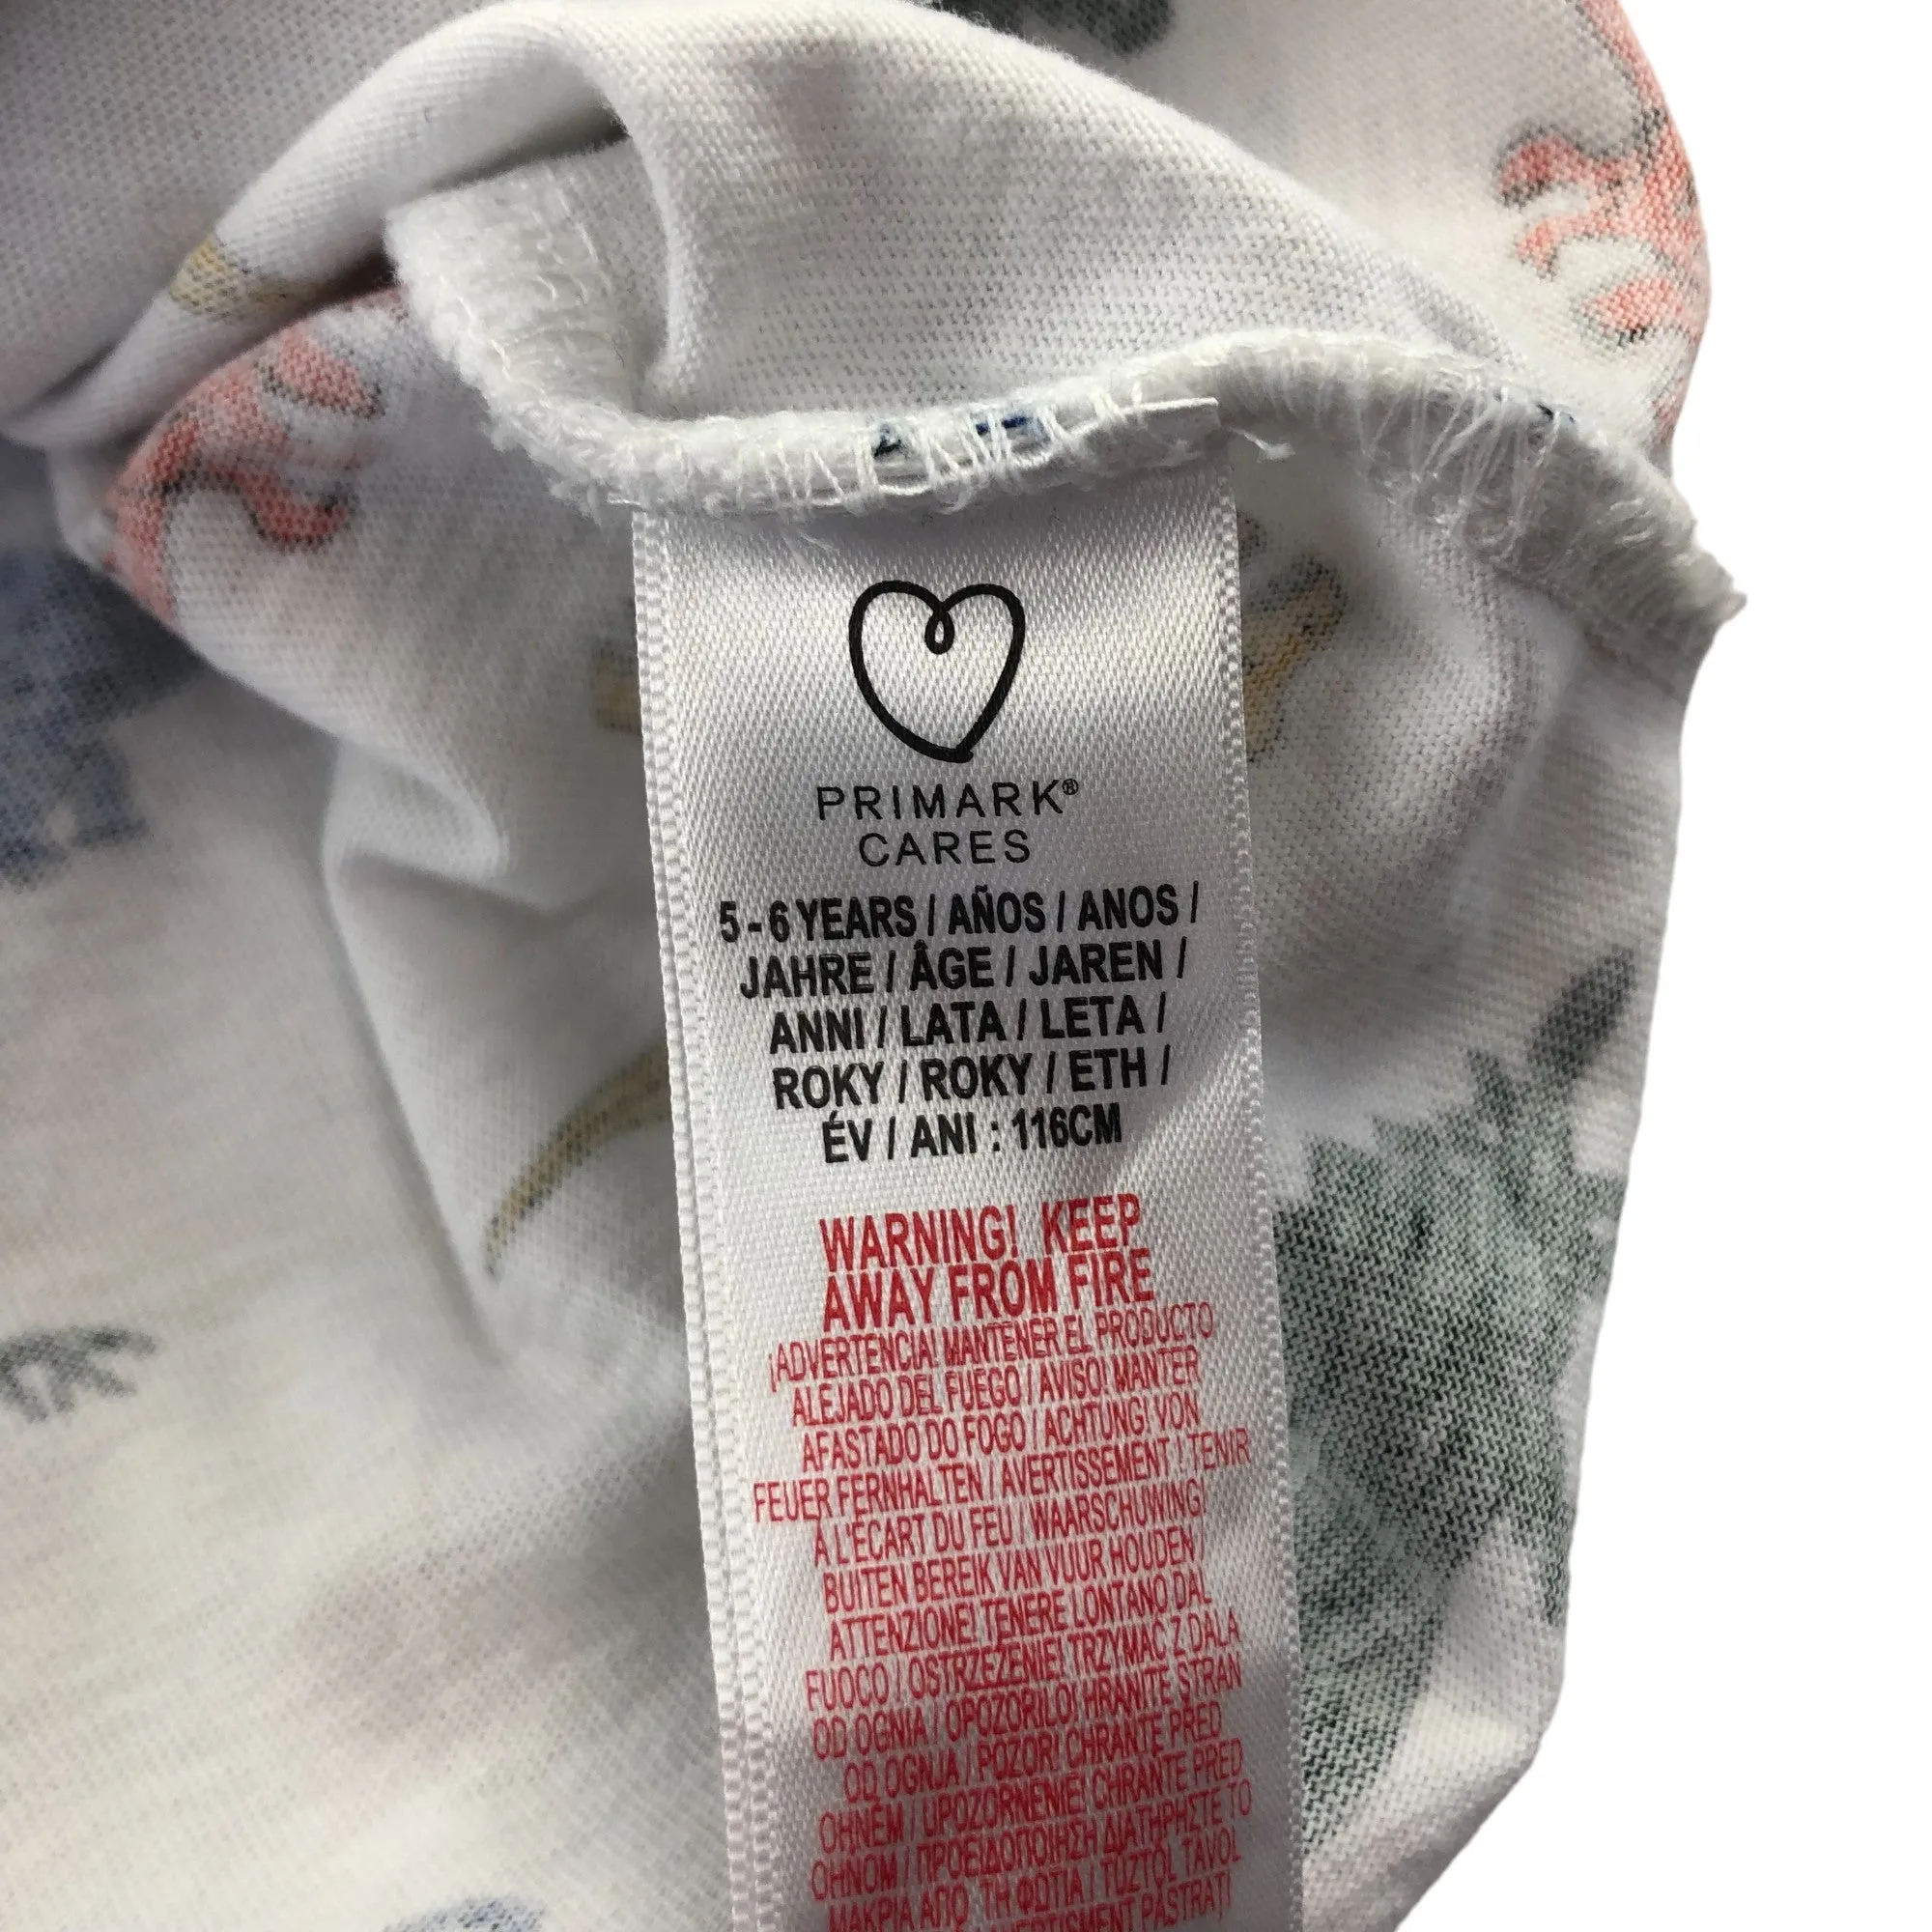 PRIMARK®
CARES
5-6 YEARS / AÑOS / ANOS /
JAHRE / ÂGE / JAREN /
ANNI / LATA / LETA /
ROKY / ROKY / ΕΤΗ /
ÉV / ANI : 116CM
WARNING! KEEP
AWAY FROM FIRE
¡ADVERTENCIA! MANTENER EL PRODUCTO
ALEJADO DEL FUEGO / AVISO! MANTER
AFASTADO DO FOGO / ACHTUNG! VON
FEUER FERNHALTEN / AVERTISSEMENT ! TENIR
À L'ÉCART DU FEU / WAARSCHUWING!
BUITEN BEREIK VAN VUUR HOUDEN
ATTENZIONE! TENERE LONTANO DAL
FUOCO / OSTRZEŻENIE! TRZYMAĆ Z DALA
OD OGNIA / OPOZORILO! HRANITE STRAN
OD OGNJA / POZOR! CHRAŇTE PŘED
OHNĚM / UPOZORNENIE! CHRÁŇTE PRED
OHŇOM / ΠΡΟΕΙΔΟΠΟΙΗΣΗ ΔΙΑΤΗΡΗΣΤΕ ΤΟ
ΜΑΚΡΙΑ ΑΠΟ ΤΗ ΦΩΤΙΑ / TŰZTŐL TÁVOL
PĂSTRAȚI